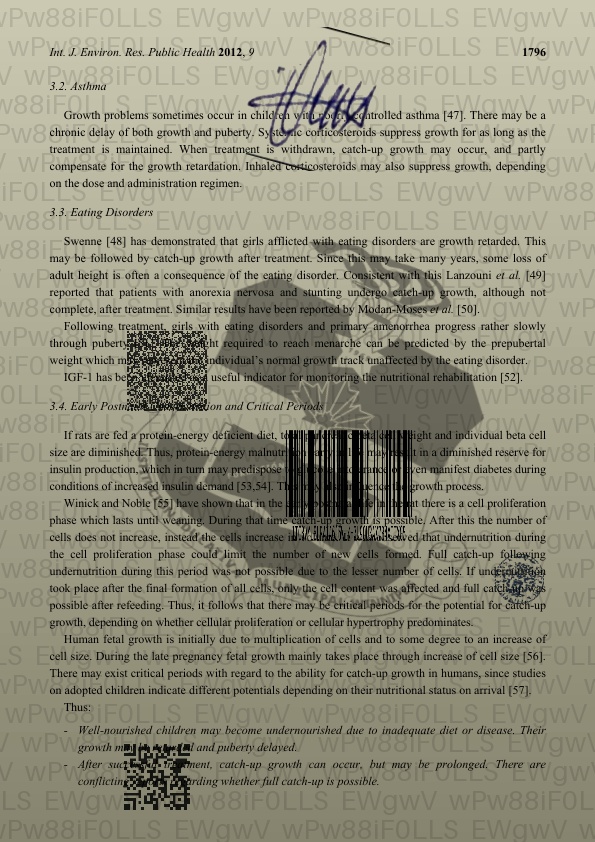 Int. J. Environ. Res. Public Health 2012, 9 1796
3.2. Asthma
Growth problems sometimes occur in children with poorly controlled asthma [47]. There may be a
chronic delay of both growth and puberty. Systemic corticosteroids suppress growth for as long as the
treatment is maintained. When treatment is withdrawn, catch-up growth may occur, and partly
compensate for the growth retardation. Inhaled corticosteroids may also suppress growth, depending
on the dose and administration regimen.
3.3. Eating Disorders
Swenne [48] has demonstrated that girls afflicted with eating disorders are growth retarded. This
may be followed by catch-up growth after treatment. Since this may take many years, some loss of
adult height is often a consequence of the eating disorder. Consistent with this Lanzouni et al. [49]
reported that patients with anorexia nervosa and stunting undergo catch-up growth, although not
complete, after treatment. Similar results have been reported by Modan-Moses et al. [50].
Following treatment, girls with eating disorders and primary amenorrhea progress rather slowly
through puberty required to reach menarche can be predicted by the prepubertal
weight which individual's normal growth track unaffected by the eating disorder.
IGF-1 has useful indicator for monitoring the nutritional rehabilitation [52].
3.4. Early and Critical Periods
If rats are fed a protein-energy deficient diet, weight and individual beta cell
size are diminished. Thus, protein-energy in a diminished reserve for
insulin production, which in turn may predispose to or even manifest diabetes during
conditions of increased insulin demand [53,54]. growth process.
Winick and Noble [55] have shown that in the that there is a cell proliferation
phase which lasts until weaning. During that time catch-up growth is possible. After this the number of
cells does not increase, instead the cells increase that undernutrition during
the cell proliferation phase could limit the number of new cells formed. Full catch-up following
undernutrition during this period was not possible due to the lesser number of cells. If undernutrition
took place after the final formation of all cells, only the cell content was affected and full catch-up was
possible after refeeding. Thus, it follows that there may be critical periods for the potential for catch-up
growth, depending on whether cellular proliferation or cellular hypertrophy predominates.
Human fetal growth is initially due to multiplication of cells and to some degree to an increase of
cell size. During the late pregnancy fetal growth mainly takes place through increase of cell size [56].
There may exist critical periods with regard to the ability for catch-up growth in humans, since studies
on adopted children indicate different potentials depending on their nutritional status on arrival [57].
Thus:
- Well-nourished children may become undernourished due to inadequate diet or disease. Their
growth and puberty delayed.
- After treatment, catch-up growth can occur, but may be prolonged. There are
conflicting regarding whether full catch-up is possible.